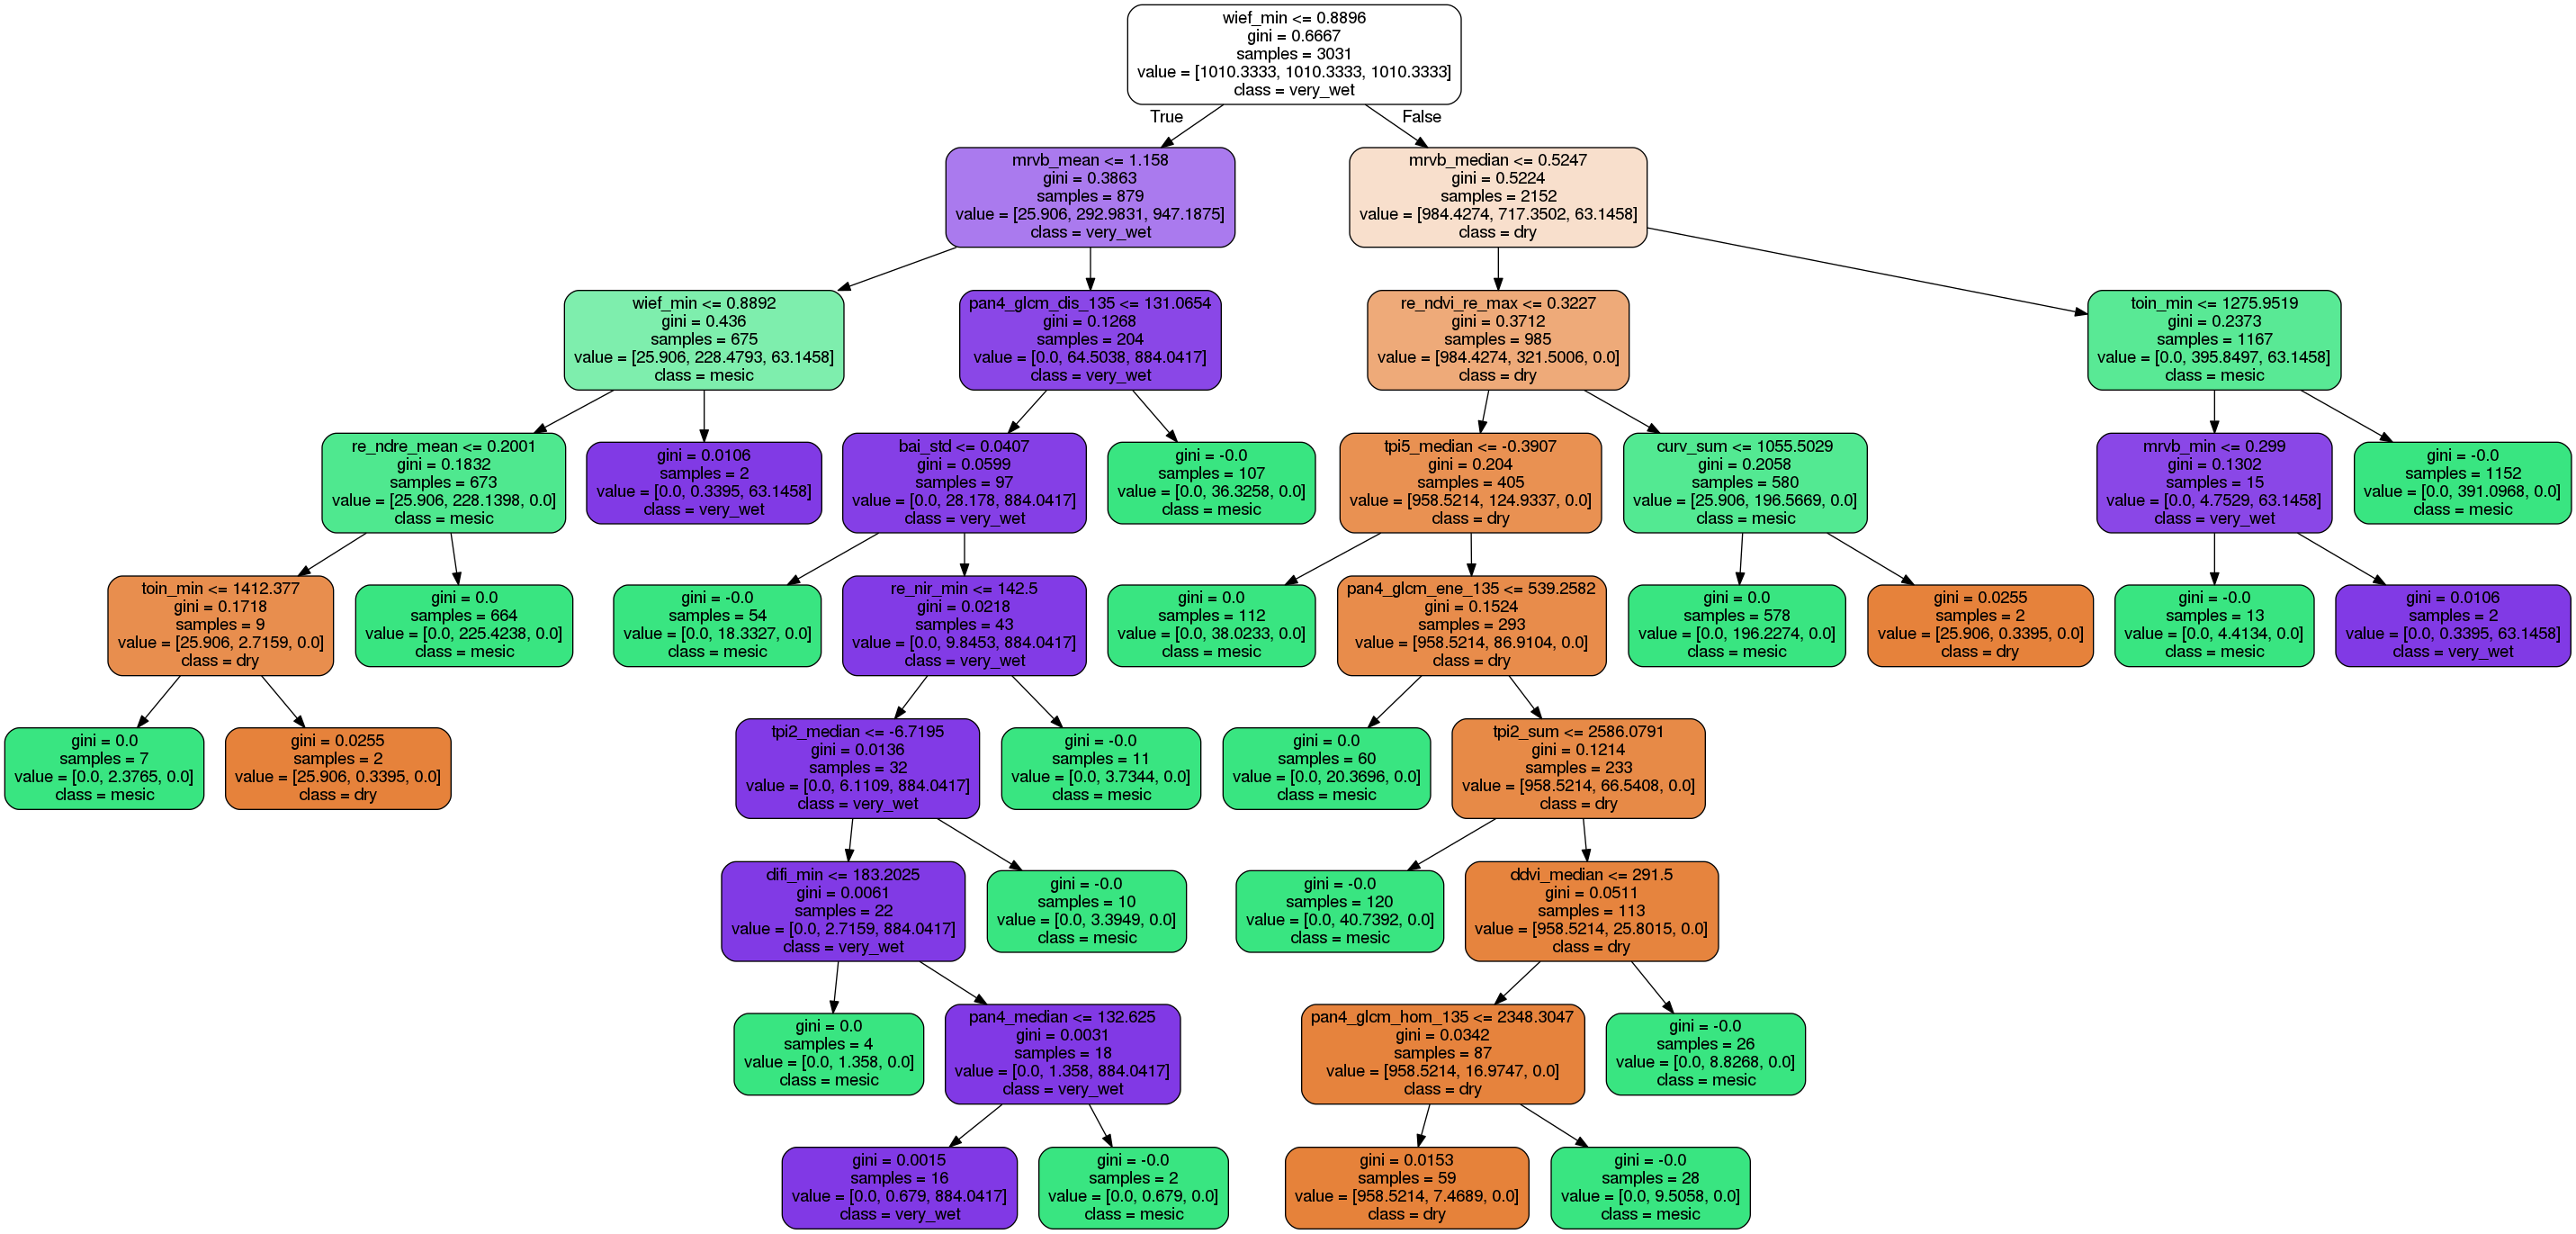 wief_min <= 0.8896
gini = 0.6667
samples = 3031
value = [1010.3333, 1010.3333, 1010.3333]
class = very_wet
True
False
mrvb_mean <= 1.158
gini = 0.3863
samples = 879
value = [25.906, 292.9831, 947.1875]
class = very_wet
mrvb_median <= 0.5247
gini = 0.5224
samples = 2152
value = [984.4274, 717.3502, 63.1458]
class = dry
wief_min <= 0.8892
gini = 0.436
samples = 675
value = [25.906, 228.4793, 63.1458]
class = mesic
pan4_glcm_dis_135 <= 131.0654
gini = 0.1268
samples = 204
value = [0.0, 64.5038, 884.0417]
class = very_wet
re_ndvi_re_max <= 0.3227
gini = 0.3712
samples = 985
value = [984.4274, 321.5006, 0.0]
class = dry
toin_min <= 1275.9519
gini = 0.2373
samples = 1167
value = [0.0, 395.8497, 63.1458]
class = mesic
re_ndre_mean <= 0.2001
gini = 0.1832
samples = 673
value = [25.906, 228.1398, 0.0]
class = mesic
gini = 0.0106
samples = 2
value = [0.0, 0.3395, 63.1458]
class = very_wet
bai_std <= 0.0407
gini = 0.0599
samples = 97
value = [0.0, 28.178, 884.0417]
class = very_wet
gini = -0.0
samples = 107
value = [0.0, 36.3258, 0.0]
class = mesic
tpi5_median <= -0.3907
gini = 0.204
samples = 405
value = [958.5214, 124.9337, 0.0]
class = dry
curv_sum <= 1055.5029
gini = 0.2058
samples = 580
value = [25.906, 196.5669, 0.0]
class = mesic
mrvb_min <= 0.299
gini = 0.1302
samples = 15
value = [0.0, 4.7529, 63.1458]
class = very_wet
gini = -0.0
samples = 1152
value = [0.0, 391.0968, 0.0]
class = mesic
toin_min <= 1412.377
gini = 0.1718
samples = 9
value = [25.906, 2.7159, 0.0]
class = dry
gini = 0.0
samples = 664
value = [0.0, 225.4238, 0.0]
class = mesic
gini = -0.0
samples = 54
value = [0.0, 18.3327, 0.0]
class = mesic
re_nir_min <= 142.5
gini = 0.0218
samples = 43
value = [0.0, 9.8453, 884.0417]
class = very_wet
gini = 0.0
samples = 112
value = [0.0, 38.0233, 0.0]
class = mesic
pan4_glcm_ene_135 <= 539.2582
gini = 0.1524
samples = 293
value = [958.5214, 86.9104, 0.0]
class = dry
gini = 0.0
samples = 578
value = [0.0, 196.2274, 0.0]
class = mesic
gini = 0.0255
samples = 2
value = [25.906, 0.3395, 0.0]
class = dry
gini = -0.0
samples = 13
value = [0.0, 4.4134, 0.0]
class = mesic
gini = 0.0106
samples = 2
value = [0.0, 0.3395, 63.1458]
class = very_wet
gini = 0.0
samples = 7
value = [0.0, 2.3765, 0.0]
class = mesic
gini = 0.0255
samples = 2
value = [25.906, 0.3395, 0.0]
class = dry
tpi2_median <= -6.7195
gini = 0.0136
samples = 32
value = [0.0, 6.1109, 884.0417]
class = very_wet
gini = -0.0
samples = 11
value = [0.0, 3.7344, 0.0]
class = mesic
gini = 0.0
samples = 60
value = [0.0, 20.3696, 0.0]
class = mesic
tpi2_sum <= 2586.0791
gini = 0.1214
samples = 233
value = [958.5214, 66.5408, 0.0]
class = dry
difi_min <= 183.2025
gini = 0.0061
samples = 22
value = [0.0, 2.7159, 884.0417]
class = very_wet
gini = -0.0
samples = 10
value = [0.0, 3.3949, 0.0]
class = mesic
gini = -0.0
samples = 120
value = [0.0, 40.7392, 0.0]
class = mesic
ddvi_median <= 291.5
gini = 0.0511
samples = 113
value = [958.5214, 25.8015, 0.0]
class = dry
gini = 0.0
samples = 4
value = [0.0, 1.358, 0.0]
class = mesic
pan4_median <= 132.625
gini = 0.0031
samples = 18
value = [0.0, 1.358, 884.0417]
class = very_wet
pan4_glcm_hom_135 <= 2348.3047
gini = 0.0342
samples = 87
value = [958.5214, 16.9747, 0.0]
class = dry
gini = -0.0
samples = 26
value = [0.0, 8.8268, 0.0]
class = mesic
gini = 0.0015
samples = 16
value = [0.0, 0.679, 884.0417]
class = very_wet
gini = -0.0
samples = 2
value = [0.0, 0.679, 0.0]
class = mesic
gini = 0.0153
samples = 59
value = [958.5214, 7.4689, 0.0]
class = dry
gini = -0.0
samples = 28
value = [0.0, 9.5058, 0.0]
class = mesic